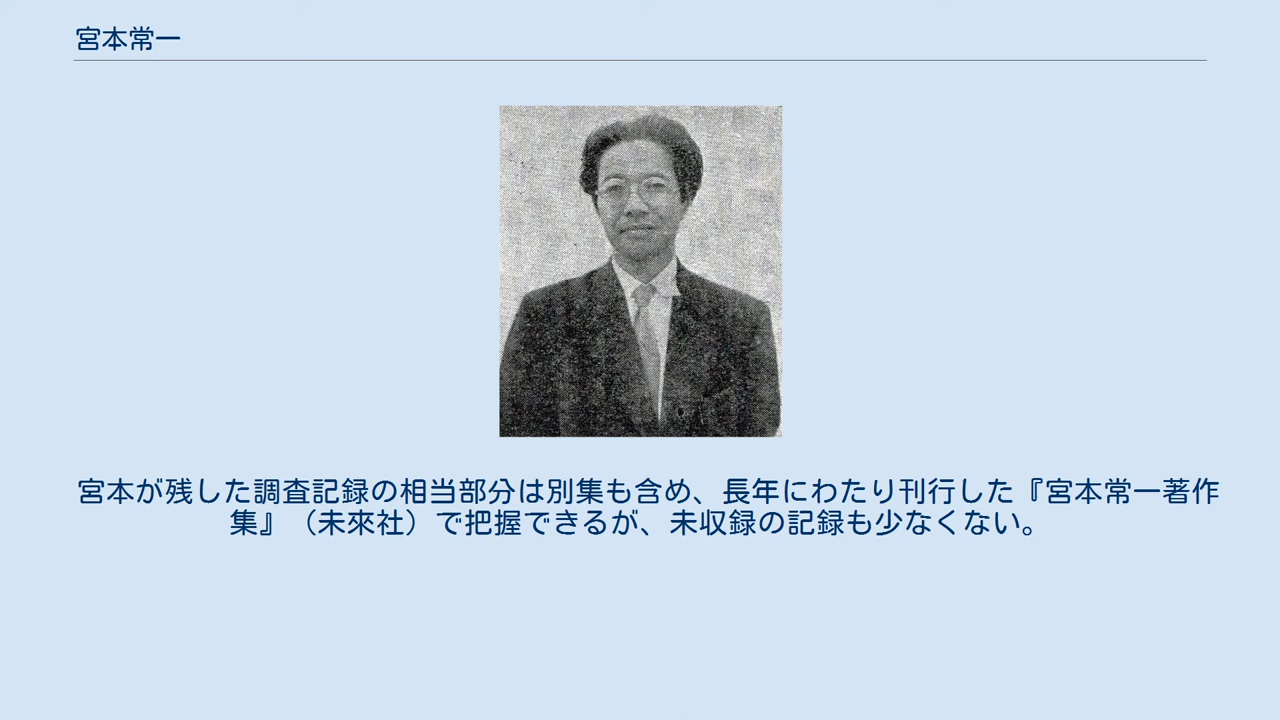 宮本常一
宮本が残した調査記録の相当部分は別集も含め、長年にわたり刊行した『宮本常一著作
集』（未來社）で把握できるが、未収録の記録も少なくない。